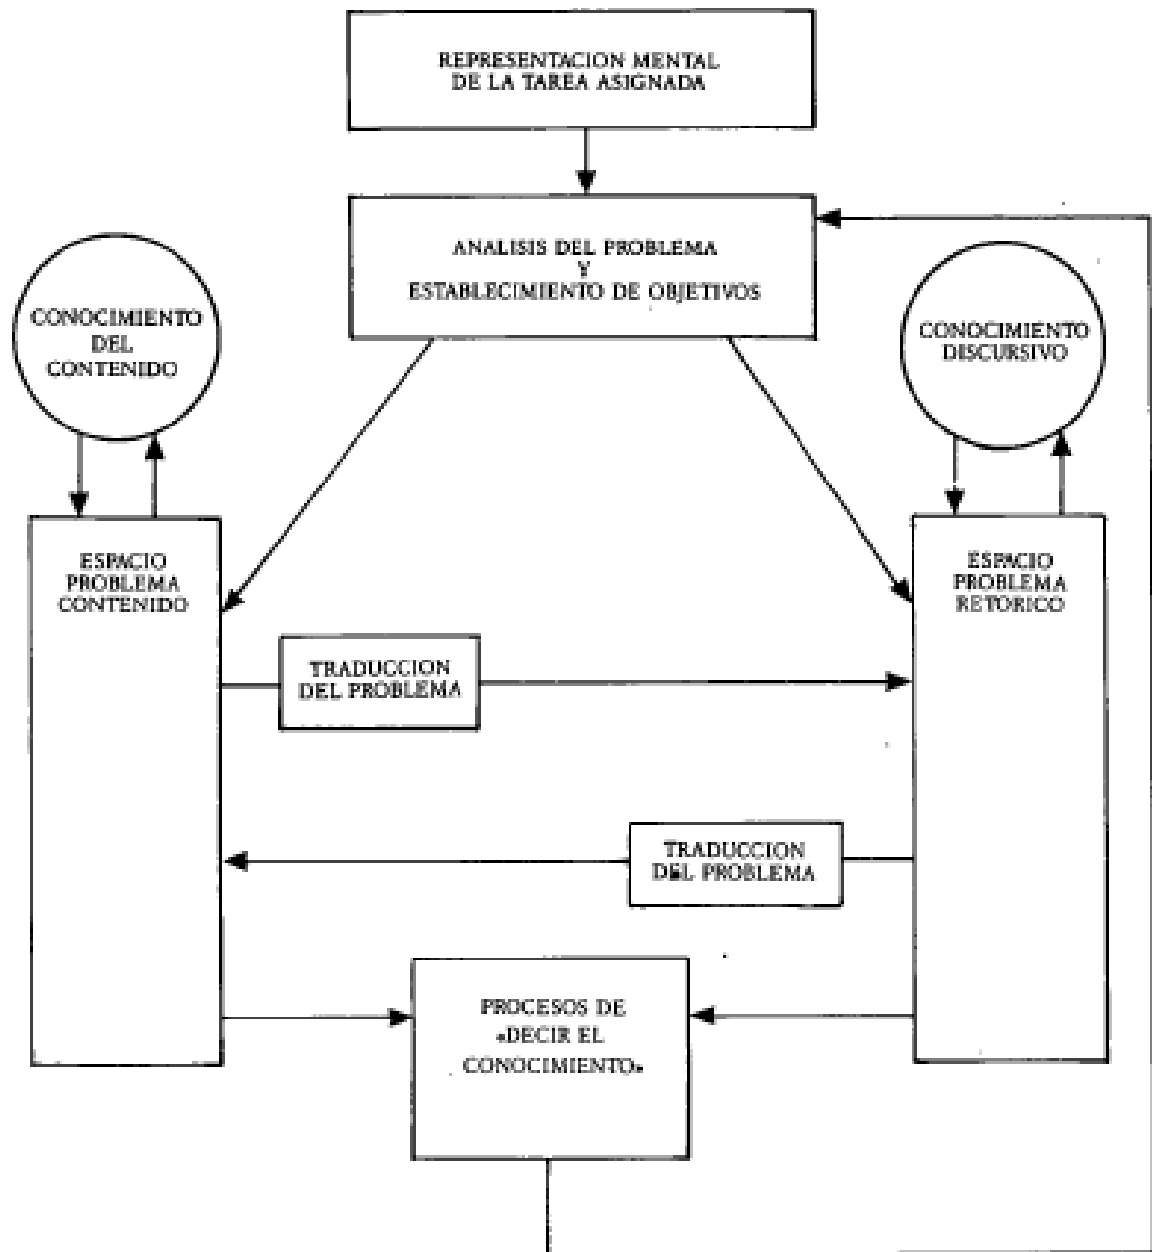 REPRESENTACION MENTAL
DE LA TAREA ASIGNADA
ANALISIS DEL PROBLEMA
Y
ESTABLECIMIENTO DE OBJETIVOS
CONOCIMIENTO
DEL
CONTENIDO
CONOCIMIENTO
DISCURSIVO
ESPACIO
PROBLEMA
CONTENIDO
ESPACIO
PROBLEMA
RETORICO
TRADUCCION
DEL PROBLEMA
TRADUCCION
DEL PROBLEMA
PROCESOS DE
«DECIR EL
CONOCIMIENTO»